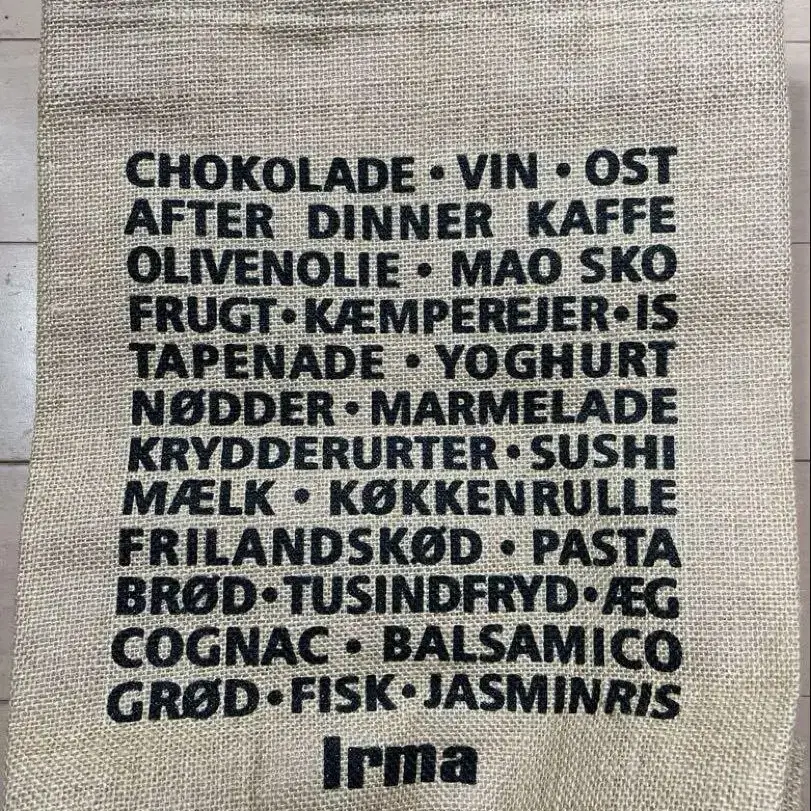 CHOKOLADE • VIN • OST
AFTER DINNER KAFFE
OLIVENOLIE • MAO SKO
FRUGT • KÆMPEREJER • IS
TAPENADE • YOGHURT
NØDDER • MARMELADE
KRYDDERURTER • SUSHI
MÆLK • KØKKENRULLE
FRILANDSKØD • PASTA
BRØD • TUSINDFRYD • ÆG
COGNAC • BALSAMICO
GRØD • FISK • JASMINRIS
Irma